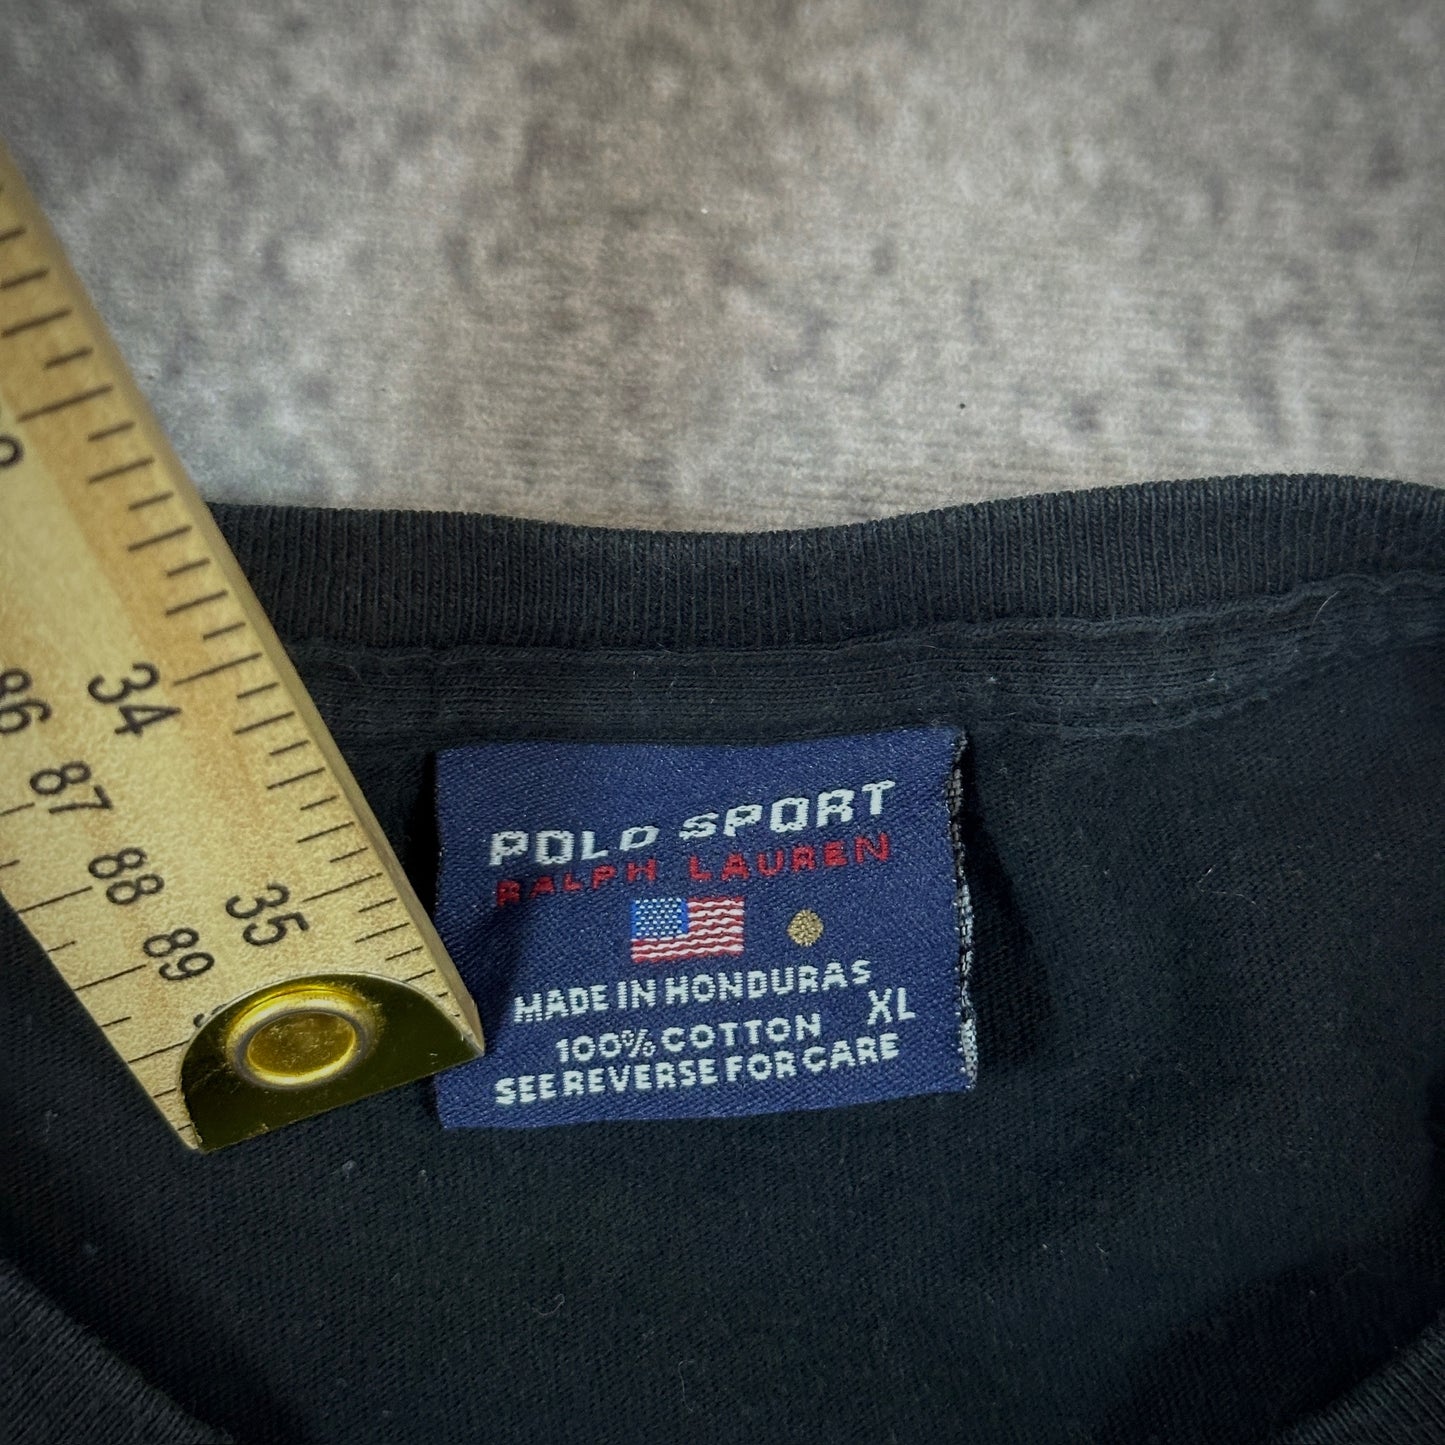 34
35
86
87
88
89
POLO SPORT
RALPH LAUREN
MADE IN HONDURAS
XL
100% COTTON
SEE REVERSE FOR CARE